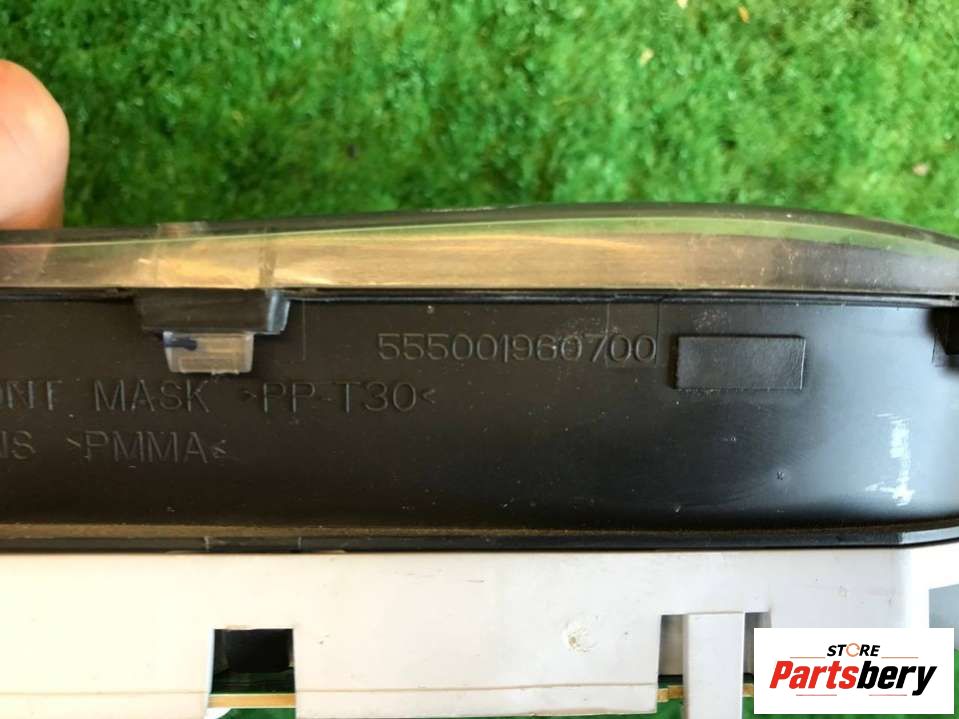 555001960700
ONT MASK >PP-T30<
NS >PMMA<
STORE
Partsbery